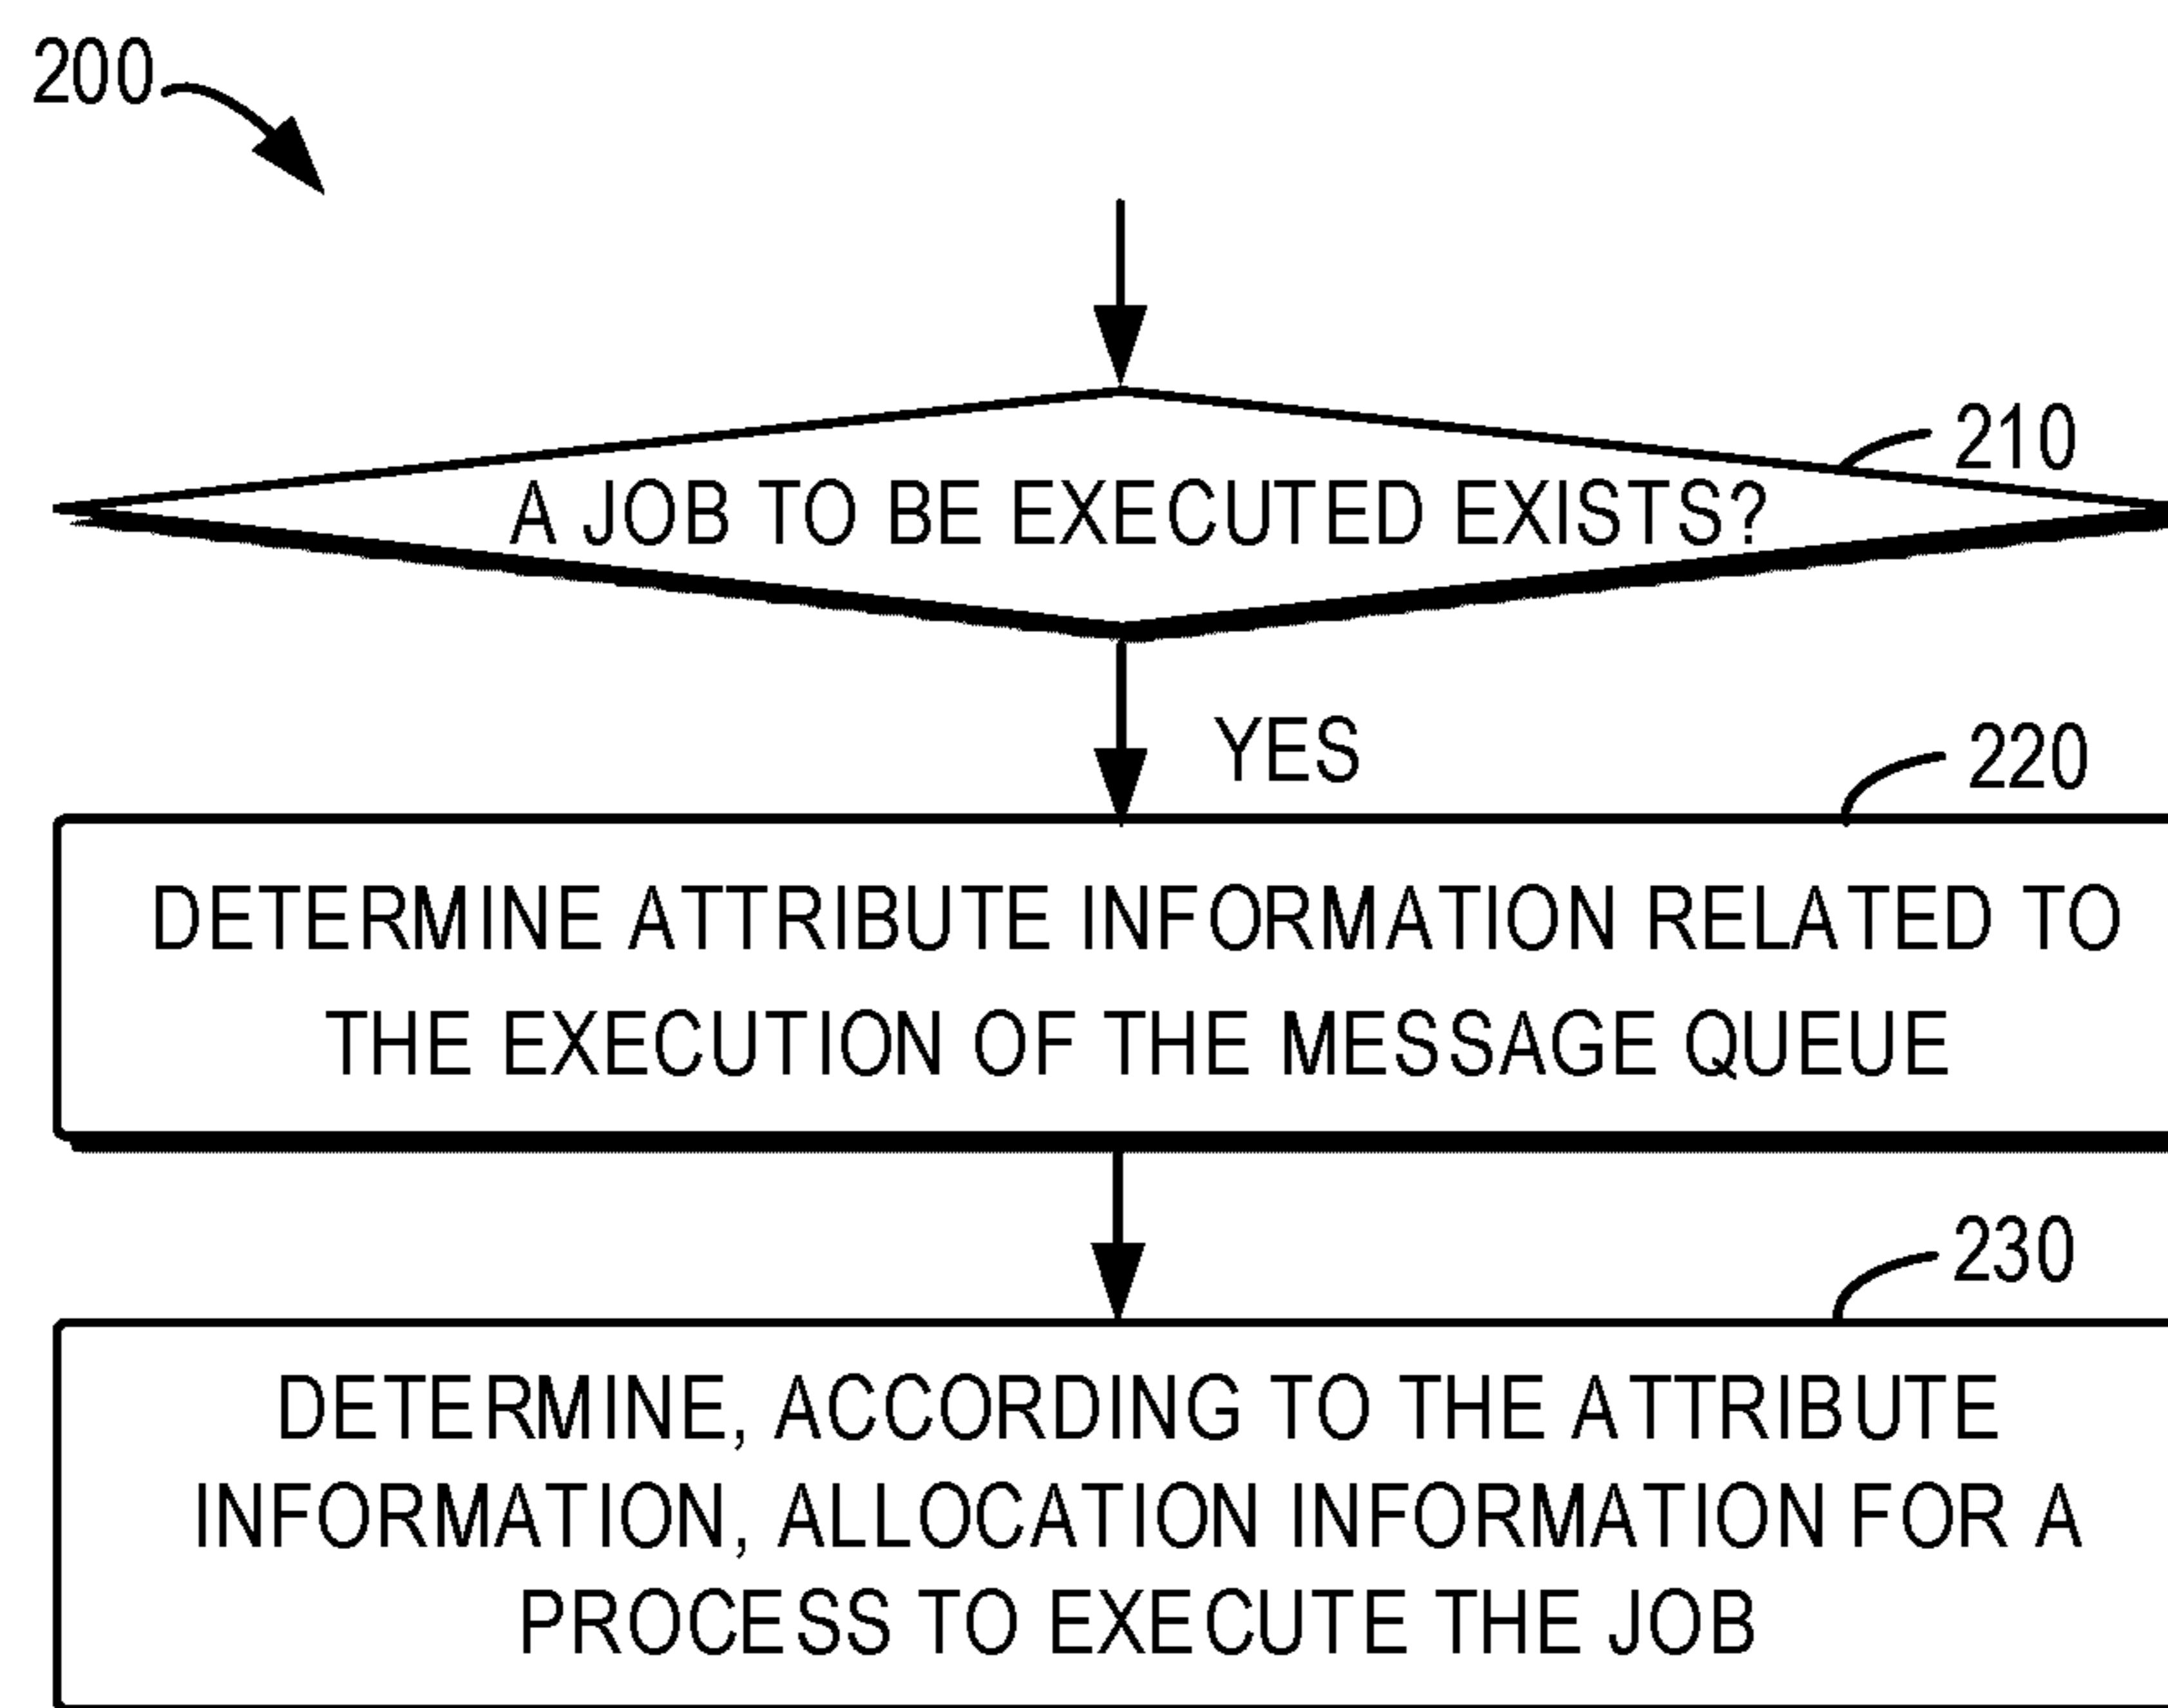 200
210
A JOB TO BE EXECUTED EXISTS?
YES
220
DETERMINE ATTRIBUTE INFORMATION RELATED TO
THE EXECUTION OF THE MESSAGE QUEUE
230
DETERMINE, ACCORDING TO THE ATTRIBUTE
INFORMATION, ALLOCATION INFORMATION FOR A
PROCESS TO EXECUTE THE JOB